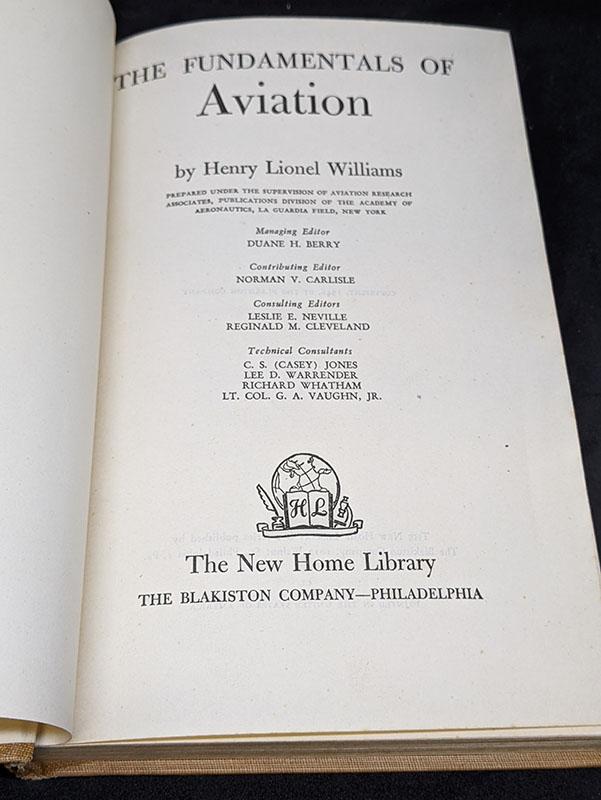 THE FUNDAMENTALS OF
Aviation
by Henry Lionel Williams
PREPARED UNDER THE SUPERVISION OF AVIATION RESEARCH
ASSOCIATES, PUBLICATIONS DIVISION OF THE ACADEMY OF
AERONAUTICS, LA GUARDIA FIELD, NEW YORK
Managing Editor
DUANE H. BERRY
Contributing Editor
NORMAN V. CARLISLE
Consulting Editors
LESLIE E. NEVILLE
REGINALD M. CLEVELAND
Technical Consultants
C. S. (CASEY) JONES
LEE D. WARRENDER
RICHARD WHATHAM
LT. COL. G. A. VAUGHN, JR.
H L
The New Home Library
THE BLAKISTON COMPANY—PHILADELPHIA